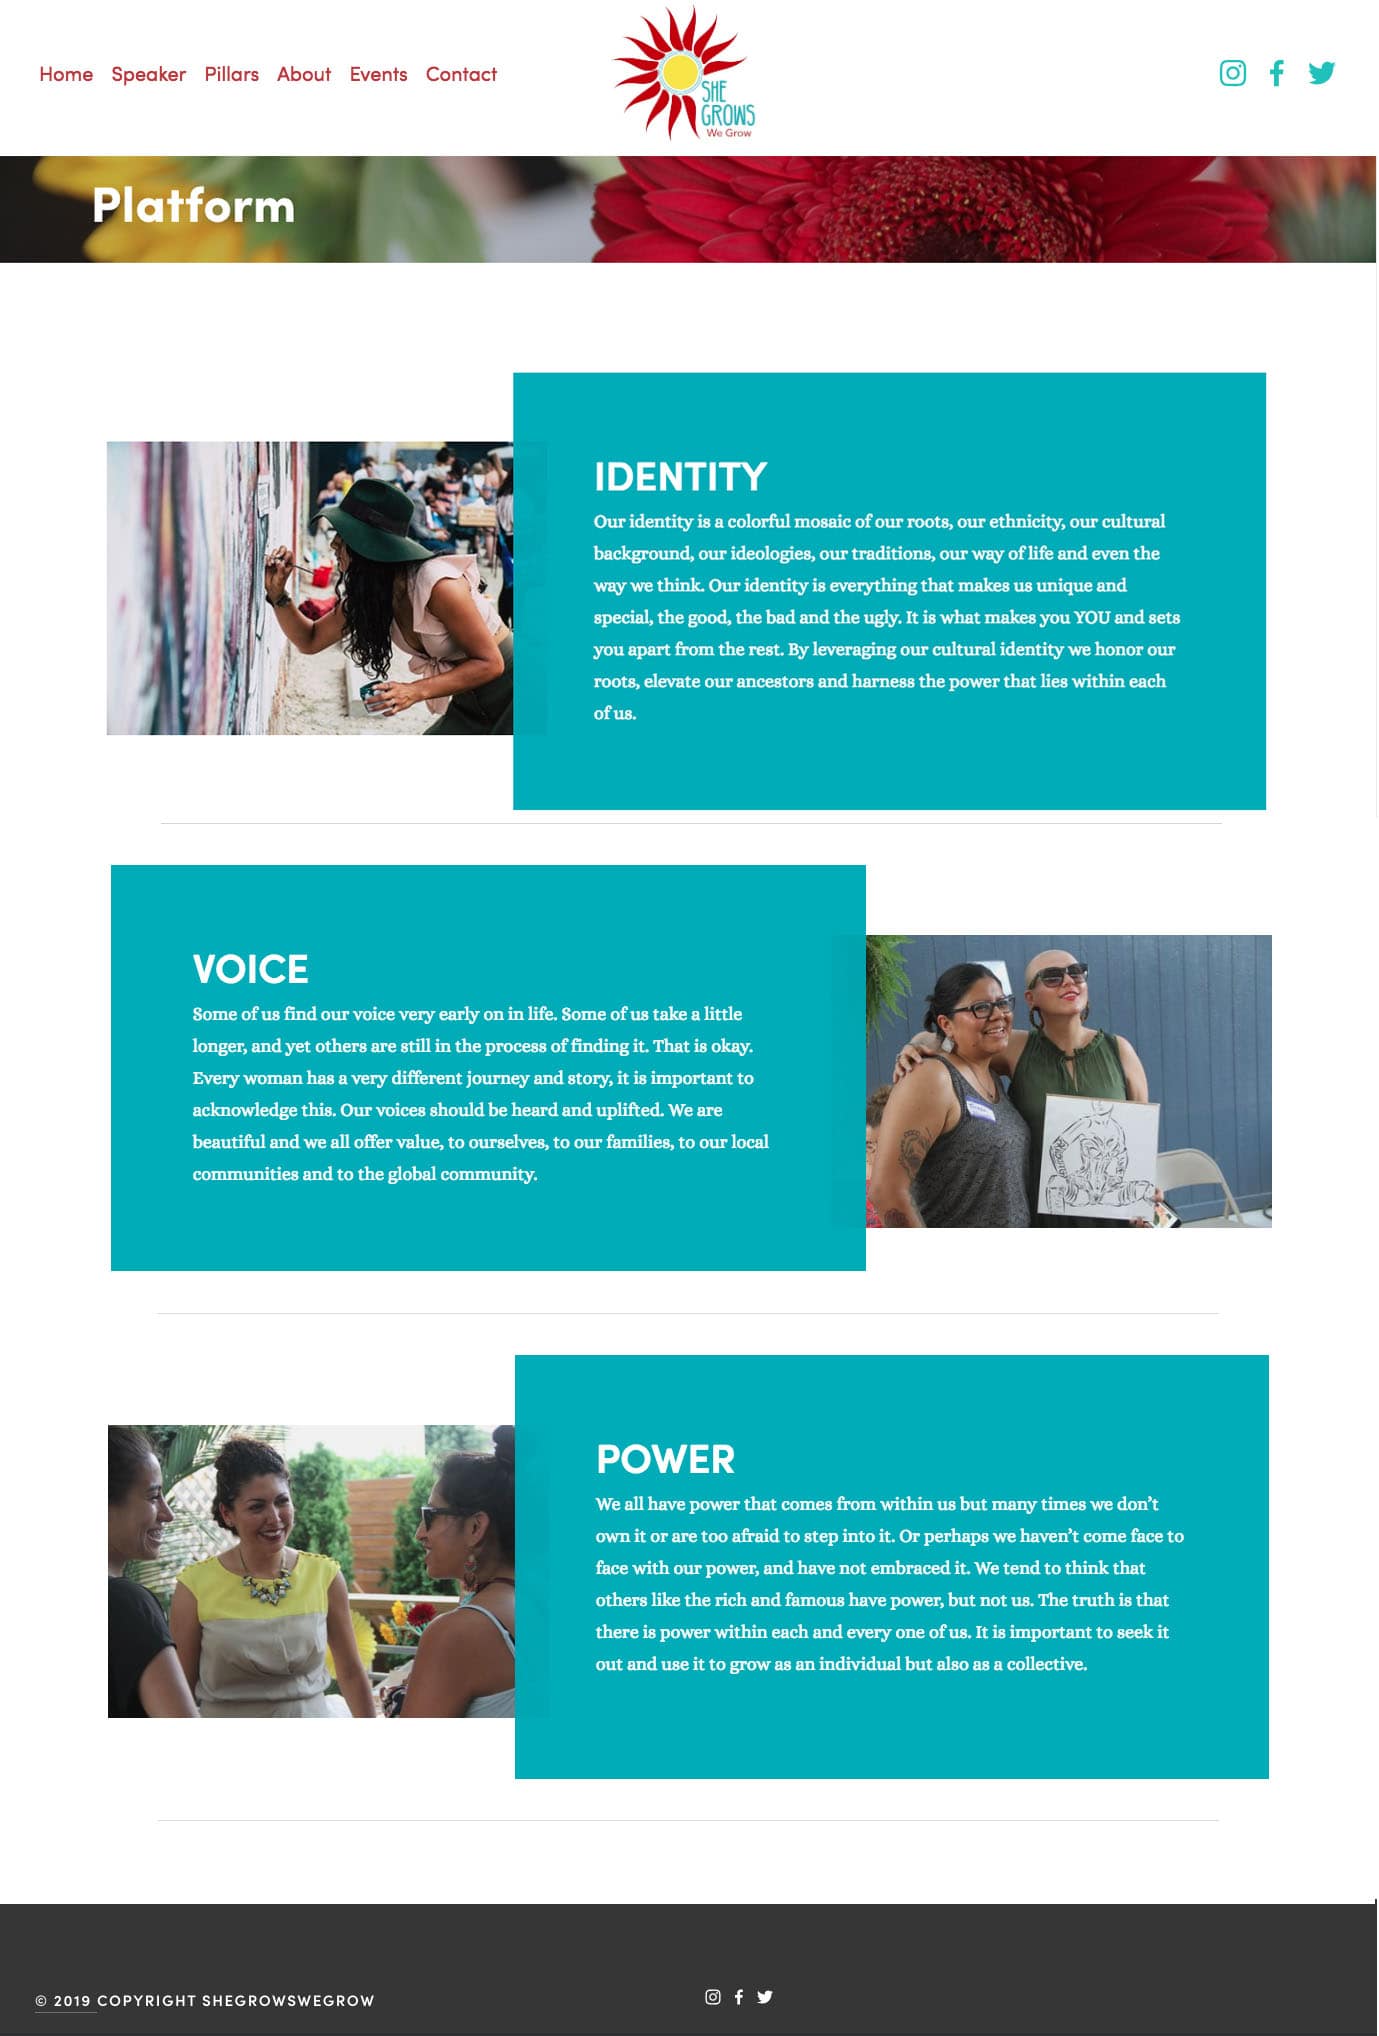 Home Speaker Pillars About Events Contact
SHE
GROWS
We Grow
Platform
IDENTITY
Our identity is a colorful mosaic of our roots, our ethnicity, our cultural
background, our ideologies, our traditions, our way of life and even the
way we think. Our identity is everything that makes us unique and
special, the good, the bad and the ugly. It is what makes you YOU and sets
you apart from the rest. By leveraging our cultural identity we honor our
roots, elevate our ancestors and harness the power that lies within each
of us.
VOICE
Some of us find our voice very early on in life. Some of us take a little
longer, and yet others are still in the process of finding it. That is okay.
Every woman has a very different journey and story, it is important to
acknowledge this. Our voices should be heard and uplifted. We are
beautiful and we all offer value, to ourselves, to our families, to our local
communities and to the global community.
POWER
We all have power that comes from within us but many times we don’t
own it or are too afraid to step into it. Or perhaps we haven’t come face to
face with our power, and have not embraced it. We tend to think that
others like the rich and famous have power, but not us. The truth is that
there is power within each and every one of us. It is important to seek it
out and use it to grow as an individual but also as a collective.
© 2019 COPYRIGHT SHEGROWSWEGROW